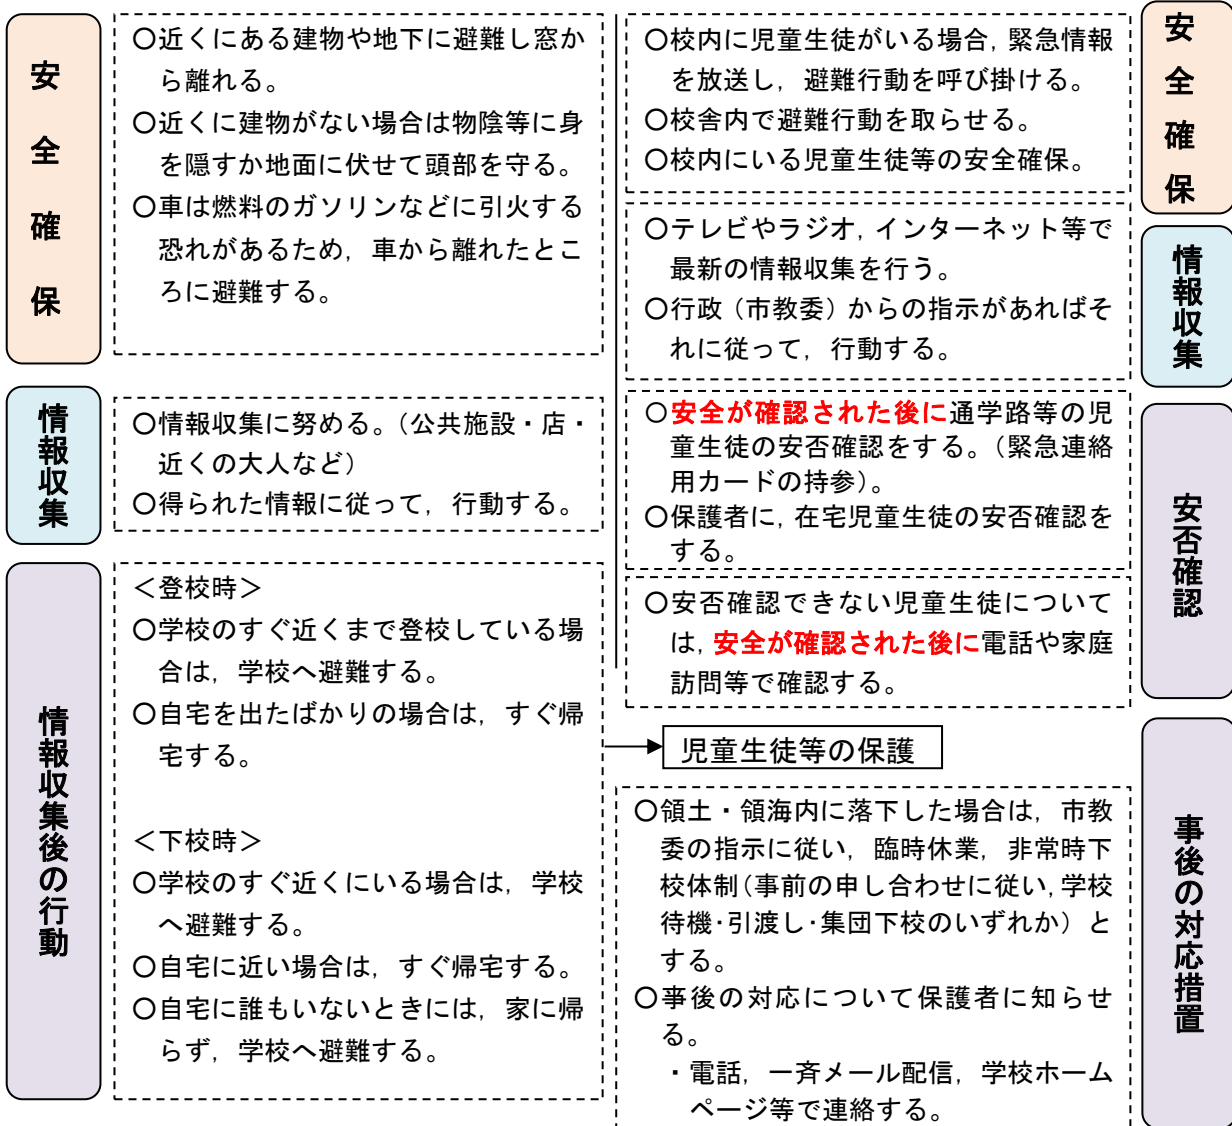 安全確保
○近くにある建物や地下に避難し窓か
ら離れる。
○近くに建物がない場合は物陰等に身
を隠すか地面に伏せて頭部を守る。
○車は燃料のガソリンなどに引火する
恐れがあるため，車から離れたとこ
ろに避難する。
情報収集
○情報収集に努める。（公共施設・店・
近くの大人など）
○得られた情報に従って，行動する。
情報収集後の行動
＜登校時＞
○学校のすぐ近くまで登校している場
合は，学校へ避難する。
○自宅を出たばかりの場合は，すぐ帰
宅する。
＜下校時＞
○学校のすぐ近くにいる場合は，学校
へ避難する。
○自宅に近い場合は，すぐ帰宅する。
○自宅に誰もいないときには，家に帰
らず，学校へ避難する。
安全確保
○校内に児童生徒がいる場合，緊急情報
を放送し，避難行動を呼び掛ける。
○校舎内で避難行動を取らせる。
○校内にいる児童生徒等の安全確保。
情報収集
○テレビやラジオ，インターネット等で
最新の情報収集を行う。
○行政（市教委）からの指示があればそ
れに従って，行動する。
安否確認
○安全が確認された後に通学路等の児
童生徒の安否確認をする。（緊急連絡
用カードの持参）。
○保護者に，在宅児童生徒の安否確認を
する。
○安否確認できない児童生徒について
は，安全が確認された後に電話や家庭
訪問等で確認する。
児童生徒等の保護
事後の対応措置
○領土・領海内に落下した場合は，市教
委の指示に従い，臨時休業，非常時下
校体制（事前の申し合わせに従い，学校
待機・引渡し・集団下校のいずれか）と
する。
○事後の対応について保護者に知らせ
る。
・電話，一斉メール配信，学校ホーム
ページ等で連絡する。